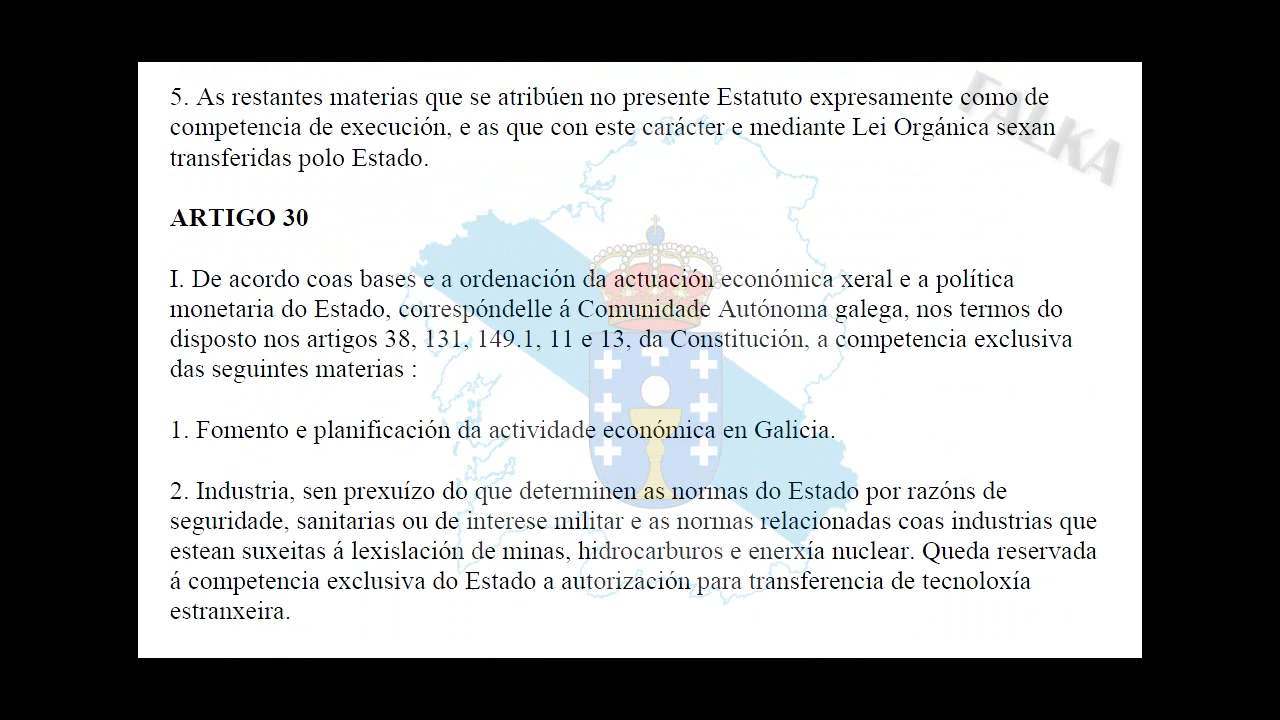 FALKA
5. As restantes materias que se atribúen no presente Estatuto expresamente como de
competencia de execución, e as que con este carácter e mediante Lei Orgánica sexan
transferidas polo Estado.
ARTIGO 30
I. De acordo coas bases e a ordenación da actuación económica xeral e a política
monetaria do Estado, correspóndelle á Comunidade Autónoma galega, nos termos do
disposto nos artigos 38, 131, 149.1, 11 e 13, da Constitución, a competencia exclusiva
das seguintes materias :
1. Fomento e planificación da actividade económica en Galicia.
2. Industria, sen prexuízo do que determinen as normas do Estado por razóns de
seguridade, sanitarias ou de interese militar e as normas relacionadas coas industrias que
estean suxeitas á lexislación de minas, hidrocarburos e enerxía nuclear. Queda reservada
á competencia exclusiva do Estado a autorización para transferencia de tecnoloxía
estranxeira.